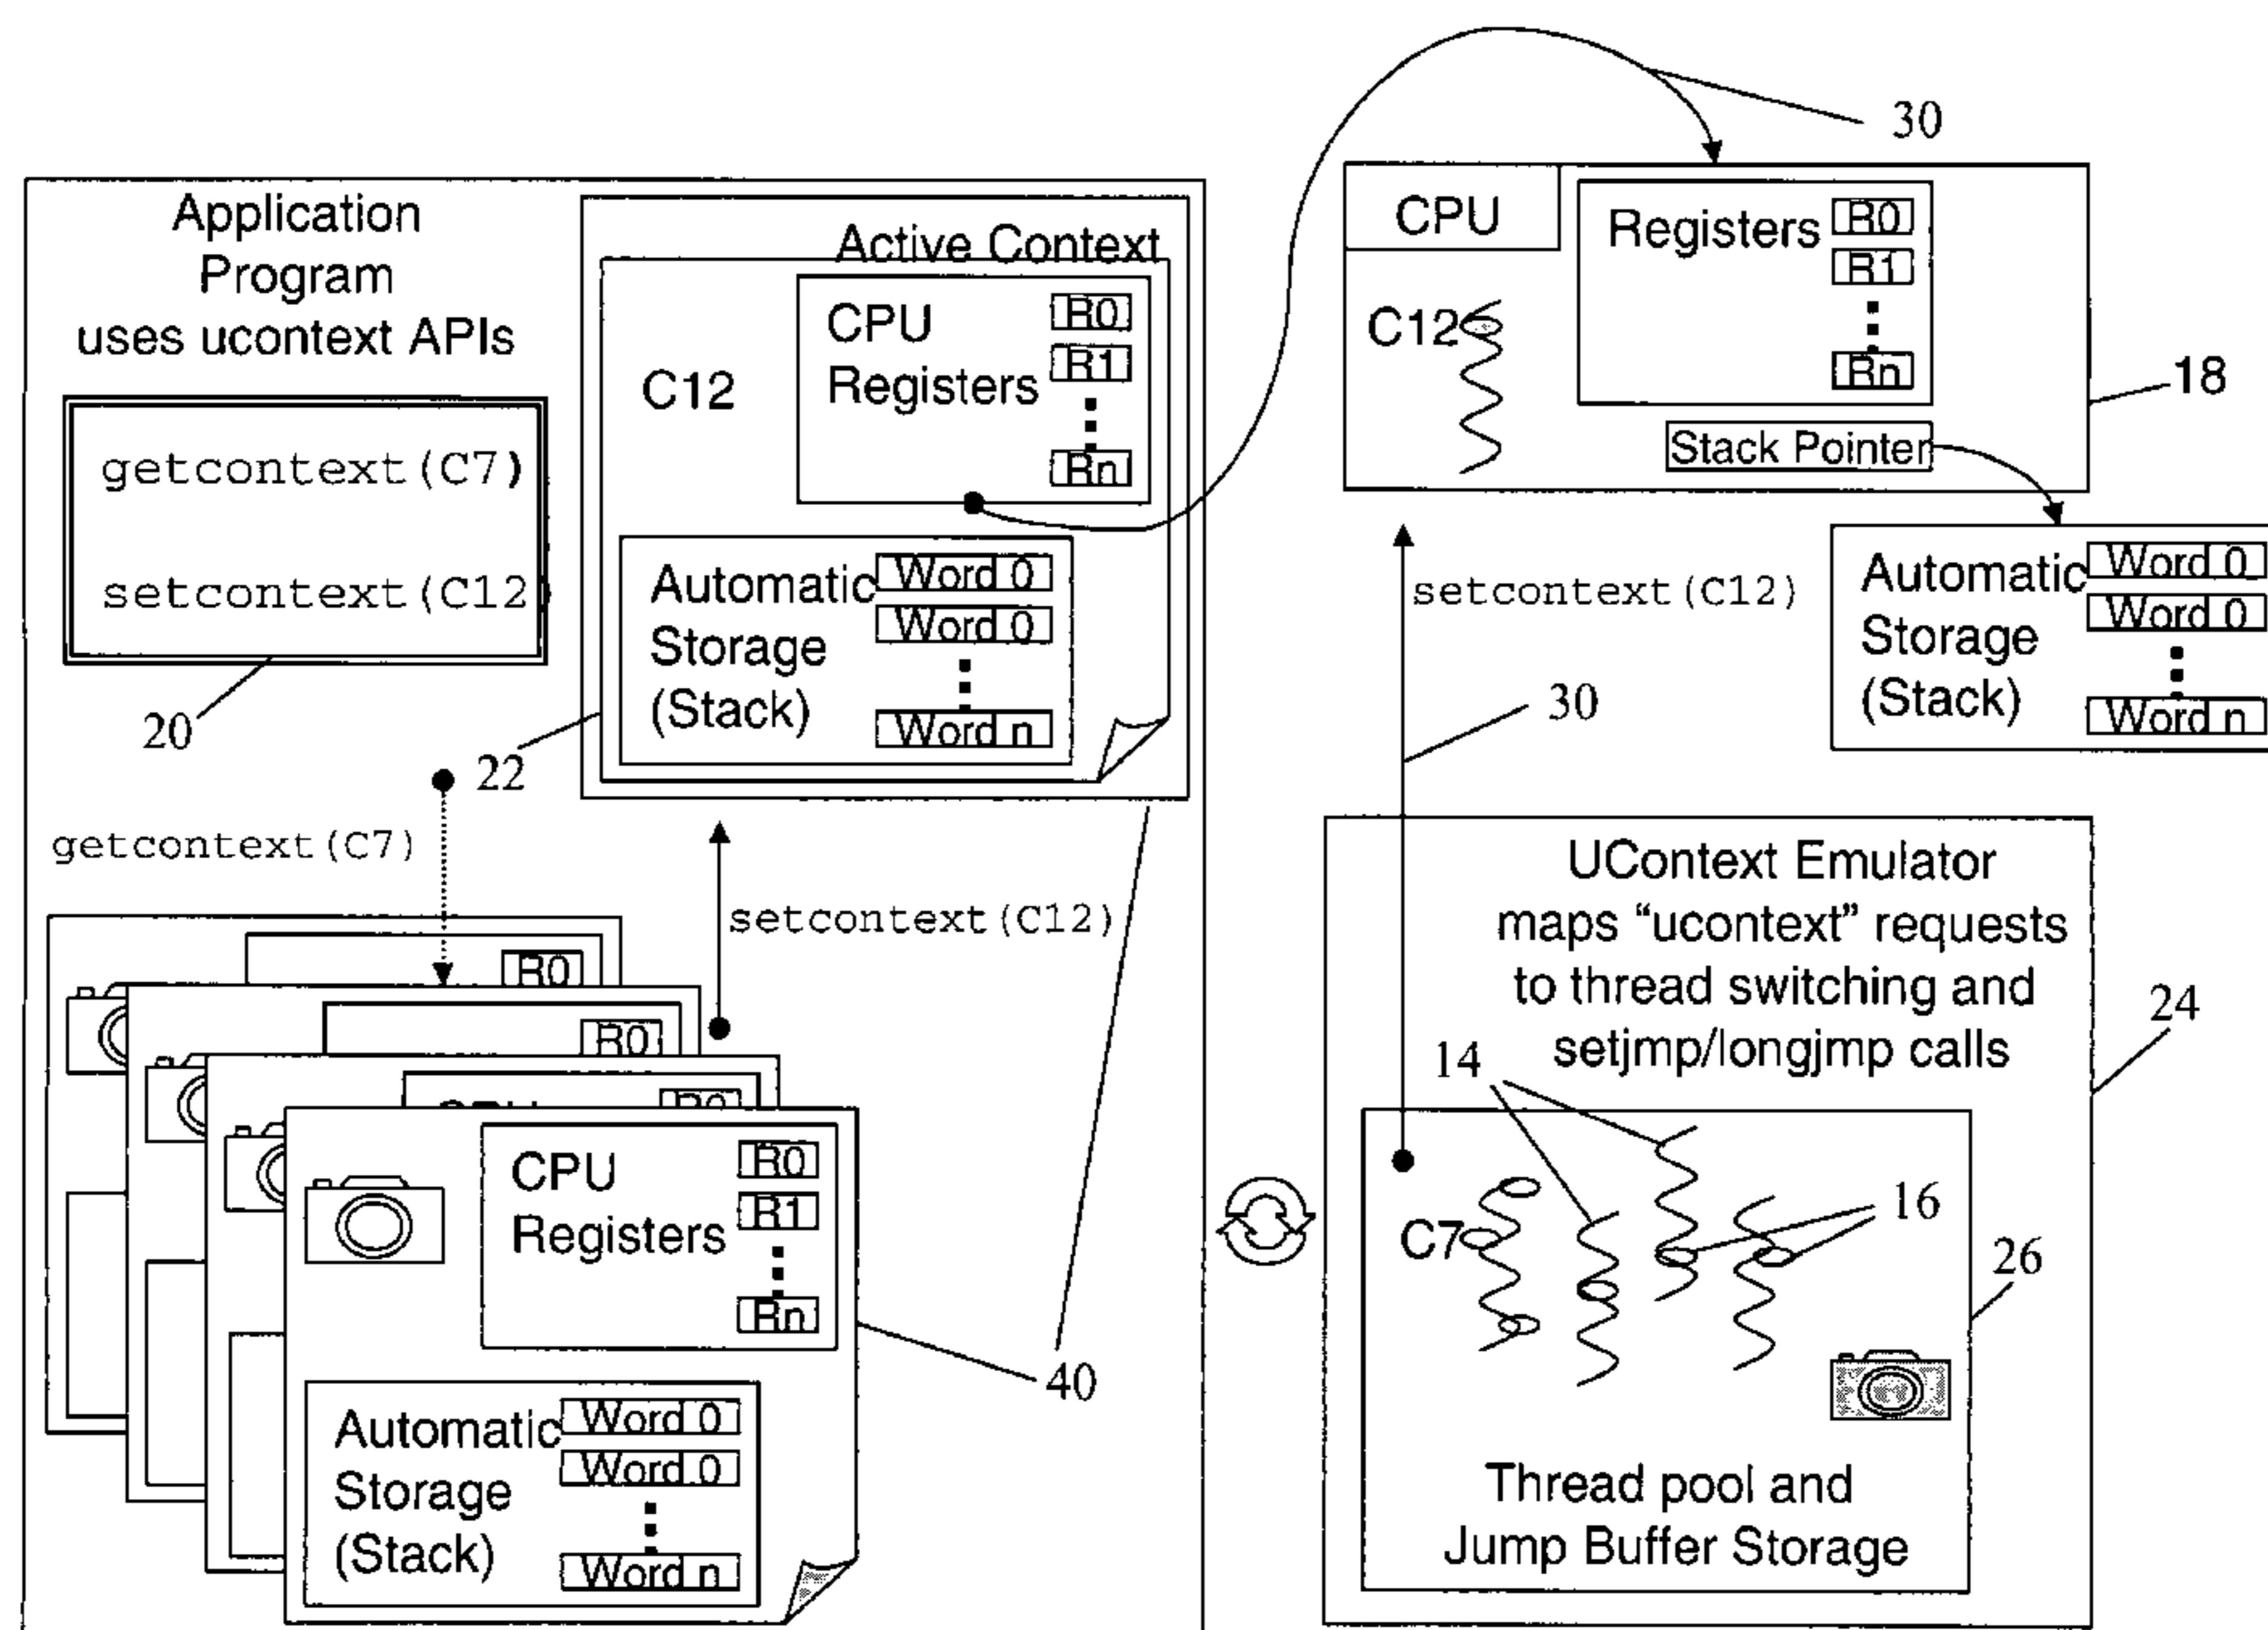 30
Application
Program
uses ucontext APIs
getcontext(C7)
setcontext(C12)
20
Active Context
C12
CPU
Registers
R0
R1
Rn
Automatic
Storage
(Stack)
Word 0
Word 0
Word n
22
getcontext(C7)
setcontext(C12)
R0
R0
R0
CPU
Registers
R0
R1
Rn
Automatic
Storage
(Stack)
Word 0
Word 0
Word n
40
CPU
C12
Registers
R0
R1
Rn
Stack Pointer
18
setcontext(C12)
Automatic
Storage
(Stack)
Word 0
Word 0
Word n
30
UContext Emulator
maps “ucontext” requests
to thread switching and
setjmp/longjmp calls
24
14
C7
16
26
Thread pool and
Jump Buffer Storage